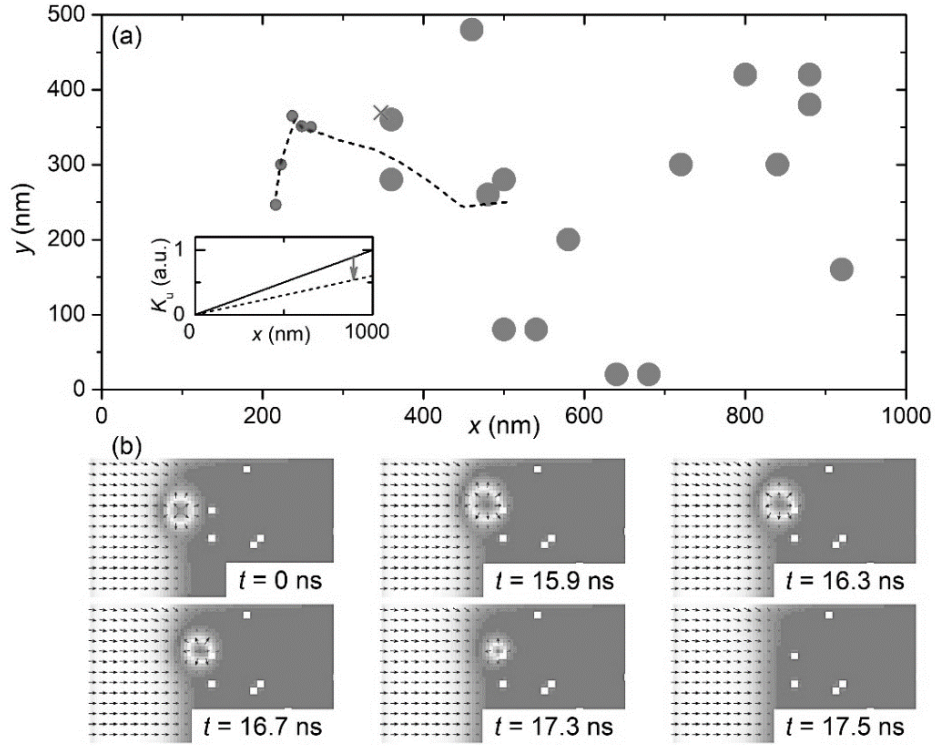 (a)
500
400
300
200
100
0
y (nm)
1
0
Kᵤ (a.u.)
0
1000
x (nm)
0
200
400
600
800
1000
x (nm)
(b)
t = 0 ns
t = 15.9 ns
t = 16.3 ns
t = 16.7 ns
t = 17.3 ns
t = 17.5 ns